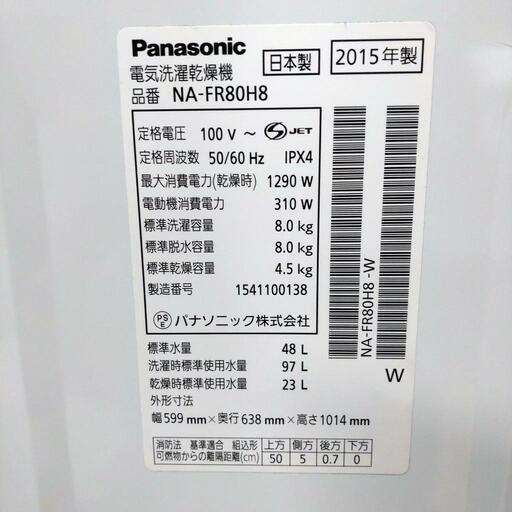 Panasonic 日本製 2015年製
電気洗濯乾燥機
品番 NA-FR80H8
定格電圧 100 V ～ S JET
定格周波数 50/60 Hz IPX4
最大消費電力(乾燥時) 1290 W
電動機消費電力 310 W
標準洗濯容量 8.0 kg
標準脱水容量 8.0 kg
標準乾燥容量 4.5 kg
製造番号 1541100138
PSE パナソニック株式会社
標準水量 48 L
洗濯時標準使用水量 97 L
乾燥時標準使用水量 23 L
外形寸法
幅 599 mm×奥行 638 mm×高さ 1014 mm
消防法 基準適合 組込形 上方 側方 後方 下方
可燃物からの離隔距離(cm) 50 5 0.7 0
NA-FR80H8 -W
W